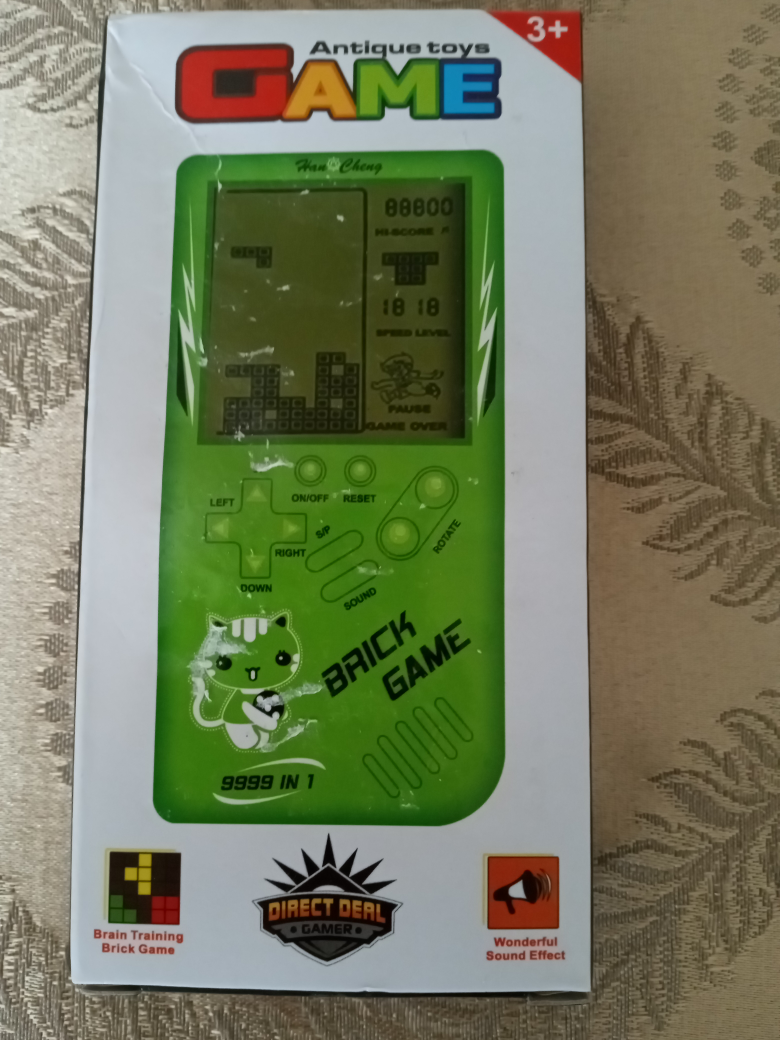 3+
Antique toys
GAME
Han Cheng
88800
HI-SCORE
18 18
SPEED LEVEL
PAUSE
GAME OVER
ON/OFF RESET
LEFT
RIGHT
DOWN
S/P
SOUND
ROTATE
BRICK
GAME
9999 IN 1
DIRECT DEAL
GAMER
Brain Training
Brick Game
Wonderful
Sound Effect